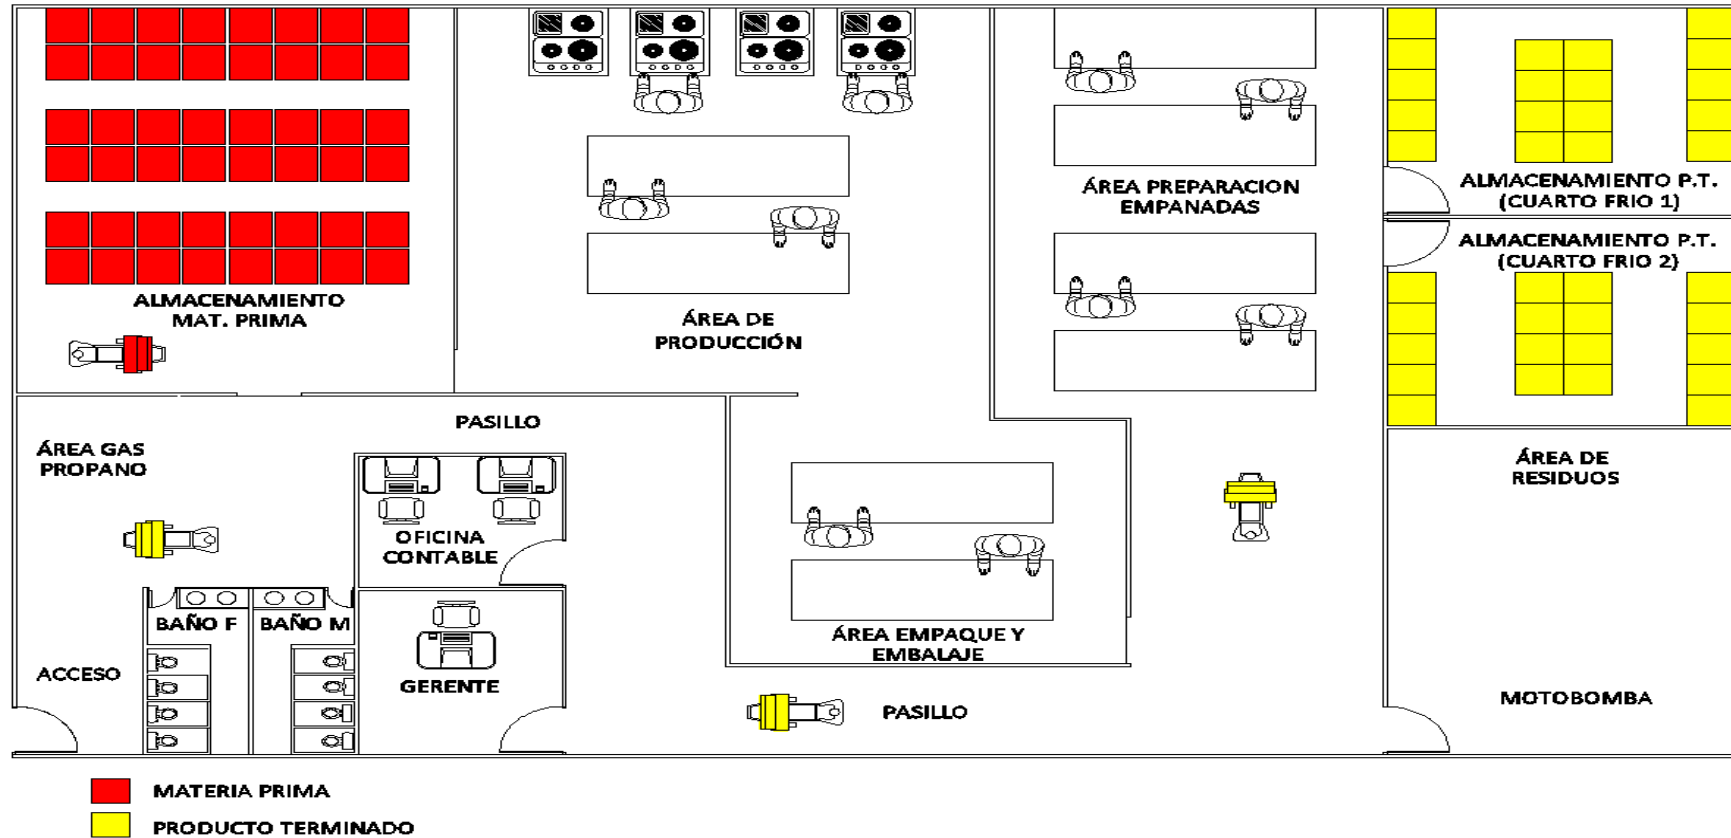 ALMACENAMIENTO
MAT. PRIMA
ÁREA DE
PRODUCCIÓN
ÁREA PREPARACION
EMPANADAS
ALMACENAMIENTO P.T.
(CUARTO FRIO 1)
ALMACENAMIENTO P.T.
(CUARTO FRIO 2)
PASILLO
ÁREA GAS
PROPANO
OFICINA
CONTABLE
ÁREA DE
RESIDUOS
BAÑO F
BAÑO M
ÁREA EMPAQUE Y
EMBALAJE
ACCESO
GERENTE
PASILLO
MOTOBOMBA
MATERIA PRIMA
PRODUCTO TERMINADO